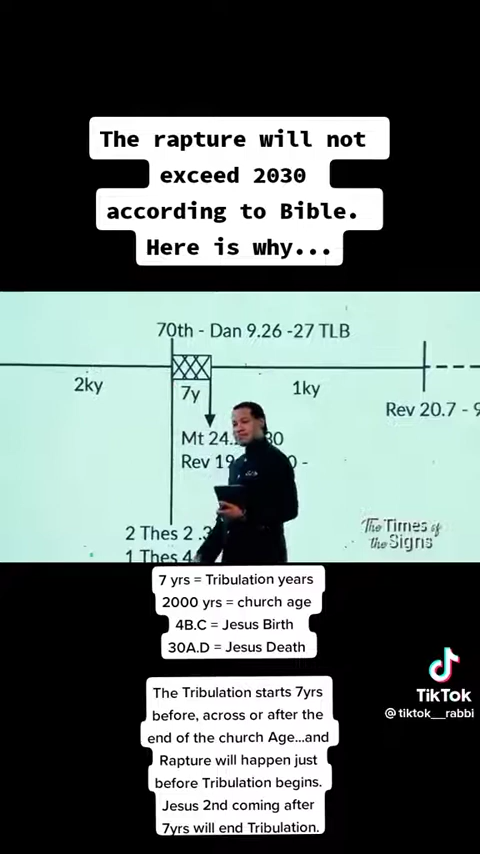 The rapture will not
exceed 2030
according to Bible.
Here is why...
70th - Dan 9.26 -27 TLB
2ky
7y
1ky
Rev 20.7 - 9
Mt 24.
30
Rev 19
0 -
The Times of
the Signs
2 Thes 2 .3
1 Thes 4
7 yrs = Tribulation years
2000 yrs = church age
4B.C = Jesus Birth
30A.D = Jesus Death
TikTok
@tiktok__rabbi
The Tribulation starts 7yrs
before, across or after the
end of the church Age...and
Rapture will happen just
before Tribulation begins.
Jesus 2nd coming after
7yrs will end Tribulation.